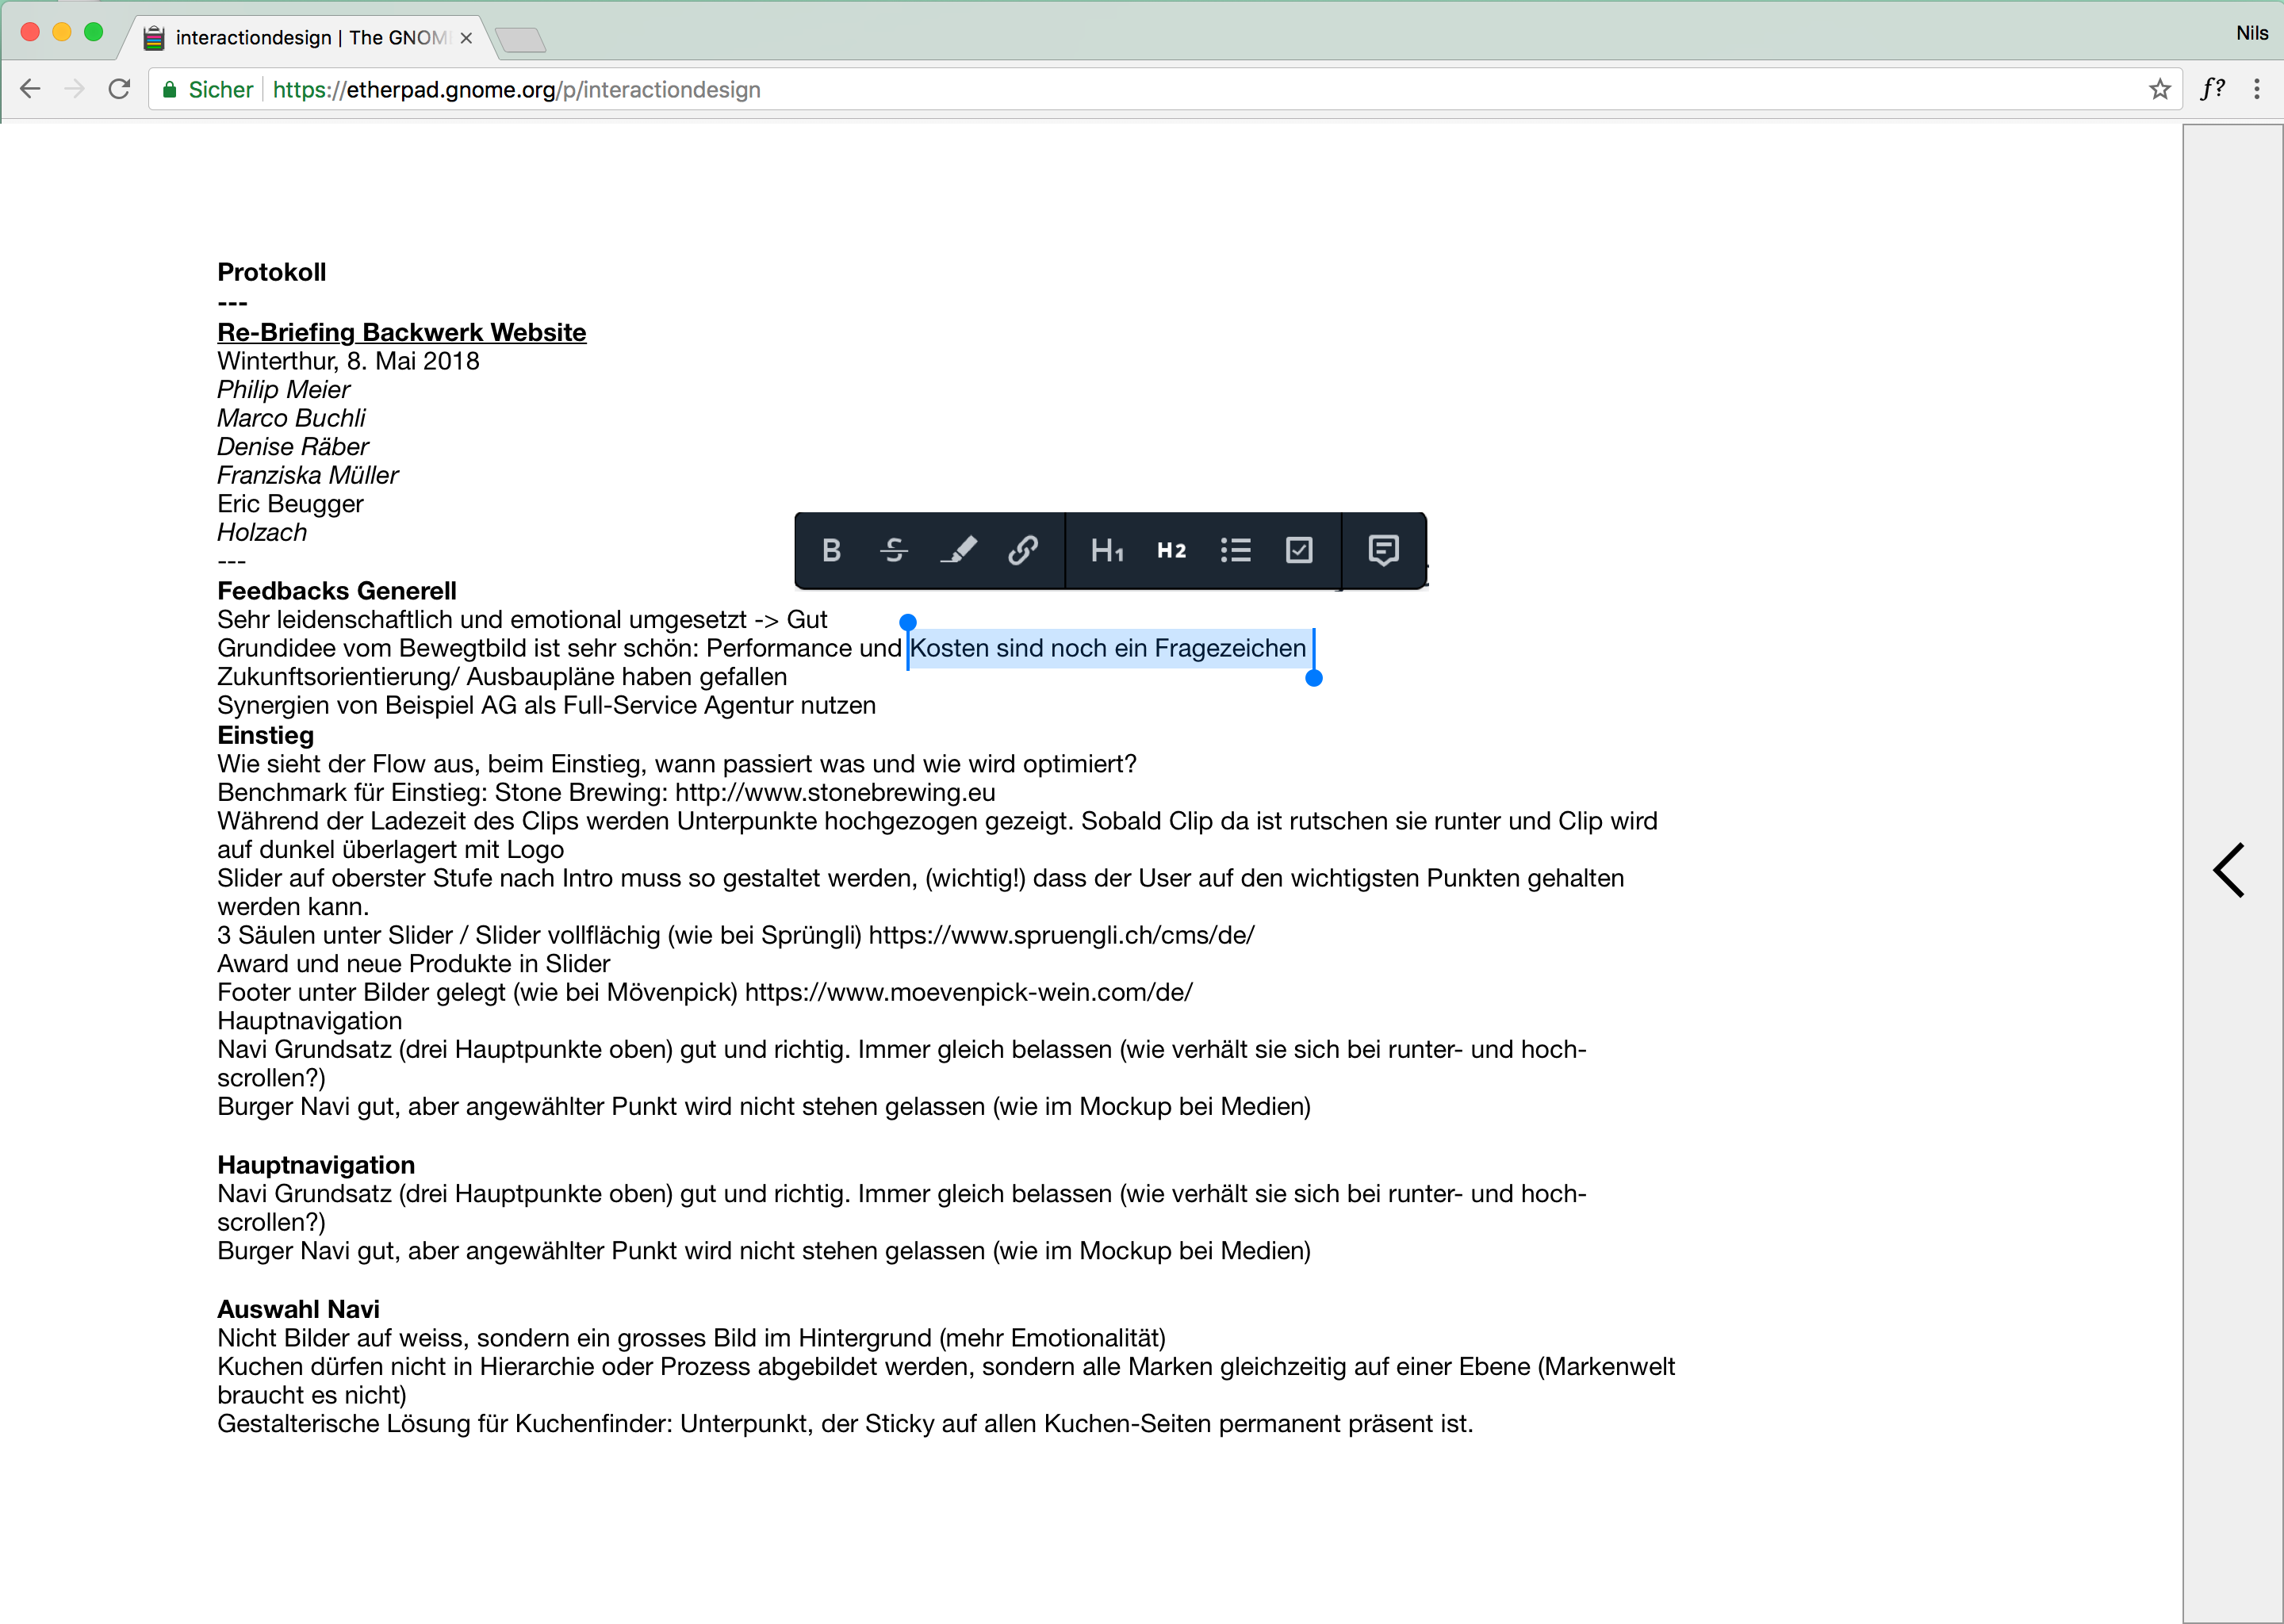 interactiondesign | The GNOM
Nils
Sicher https://etherpad.gnome.org/p/interactiondesign
f?
Protokoll
---
Re-Briefing Backwerk Website
Winterthur, 8. Mai 2018
Philip Meier
Marco Buchli
Denise Räber
Franziska Müller
Eric Beugger
Holzach
---
B S H1 H2
Feedbacks Generell
Sehr leidenschaftlich und emotional umgesetzt -> Gut
Grundidee vom Bewegtbild ist sehr schön: Performance und Kosten sind noch ein Fragezeichen
Zukunftsorientierung/ Ausbaupläne haben gefallen
Synergien von Beispiel AG als Full-Service Agentur nutzen
Einstieg
Wie sieht der Flow aus, beim Einstieg, wann passiert was und wie wird optimiert?
Benchmark für Einstieg: Stone Brewing: http://www.stonebrewing.eu
Während der Ladezeit des Clips werden Unterpunkte hochgezogen gezeigt. Sobald Clip da ist rutschen sie runter und Clip wird
auf dunkel überlagert mit Logo
Slider auf oberster Stufe nach Intro muss so gestaltet werden, (wichtig!) dass der User auf den wichtigsten Punkten gehalten
werden kann.
3 Säulen unter Slider / Slider vollflächig (wie bei Sprüngli) https://www.spruengli.ch/cms/de/
Award und neue Produkte in Slider
Footer unter Bilder gelegt (wie bei Mövenpick) https://www.moevenpick-wein.com/de/
Hauptnavigation
Navi Grundsatz (drei Hauptpunkte oben) gut und richtig. Immer gleich belassen (wie verhält sie sich bei runter- und hoch-
scrollen?)
Burger Navi gut, aber angewählter Punkt wird nicht stehen gelassen (wie im Mockup bei Medien)
Hauptnavigation
Navi Grundsatz (drei Hauptpunkte oben) gut und richtig. Immer gleich belassen (wie verhält sie sich bei runter- und hoch-
scrollen?)
Burger Navi gut, aber angewählter Punkt wird nicht stehen gelassen (wie im Mockup bei Medien)
Auswahl Navi
Nicht Bilder auf weiss, sondern ein grosses Bild im Hintergrund (mehr Emotionalität)
Kuchen dürfen nicht in Hierarchie oder Prozess abgebildet werden, sondern alle Marken gleichzeitig auf einer Ebene (Markenwelt
braucht es nicht)
Gestalterische Lösung für Kuchenfinder: Unterpunkt, der Sticky auf allen Kuchen-Seiten permanent präsent ist.